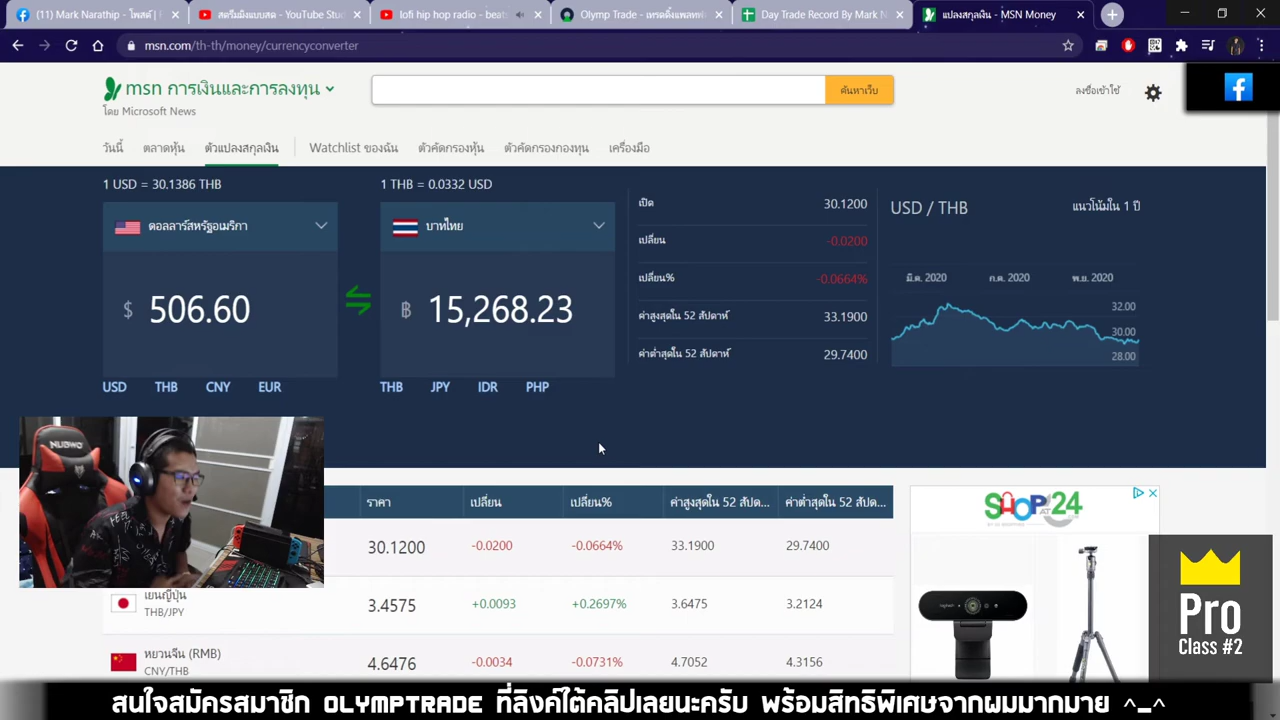 (11) Mark Narathip – โพสต์ |
สตรีมมิงแบบสด - YouTube Studio
lofi hip hop radio - beats
Olymp Trade - เทรดดิ้งแพลตฟ
Day Trade Record By Mark N
แปลงสกุลเงิน - MSN Money
msn.com/th-th/money/currencyconverter
msn การเงินและการลงทุน
โดย Microsoft News
ค้นหาเว็บ
ลงชื่อเข้าใช้
วันนี้ ตลาดหุ้น ตัวแปลงสกุลเงิน Watchlist ของฉัน ตัวคัดกรองหุ้น ตัวคัดกรองกองทุน เครื่องมือ
1 USD = 30.1386 THB
1 THB = 0.0332 USD
ดอลลาร์สหรัฐอเมริกา
บาทไทย
$ 506.60
฿ 15,268.23
USD THB CNY EUR
THB JPY IDR PHP
เปิด 30.1200
เปลี่ยน -0.0200
เปลี่ยน% -0.0664%
ค่าสูงสุดใน 52 สัปดาห์ 33.1900
ค่าต่ำสุดใน 52 สัปดาห์ 29.7400
USD / THB แนวโน้มใน 1 ปี
มี.ค. 2020 ก.ค. 2020 พ.ย. 2020
32.00
30.00
28.00
ราคา เปลี่ยน เปลี่ยน% ค่าสูงสุดใน 52 สัปด... ค่าต่ำสุดใน 52 สัปด...
30.1200 -0.0200 -0.0664% 33.1900 29.7400
เยนญี่ปุ่น
THB/JPY
3.4575 +0.0093 +0.2697% 3.6475 3.2124
หยวนจีน (RMB)
CNY/THB
4.6476 -0.0034 -0.0731% 4.7052 4.3156
NUBWO
SHOP AT 24
Pro
Class #2
สนใจสมัครสมาชิก OLYMPTRADE ที่ลิงค์ใต้คลิปเลยนะครับ พร้อมสิทธิพิเศษจากผมมากมาย ^_^